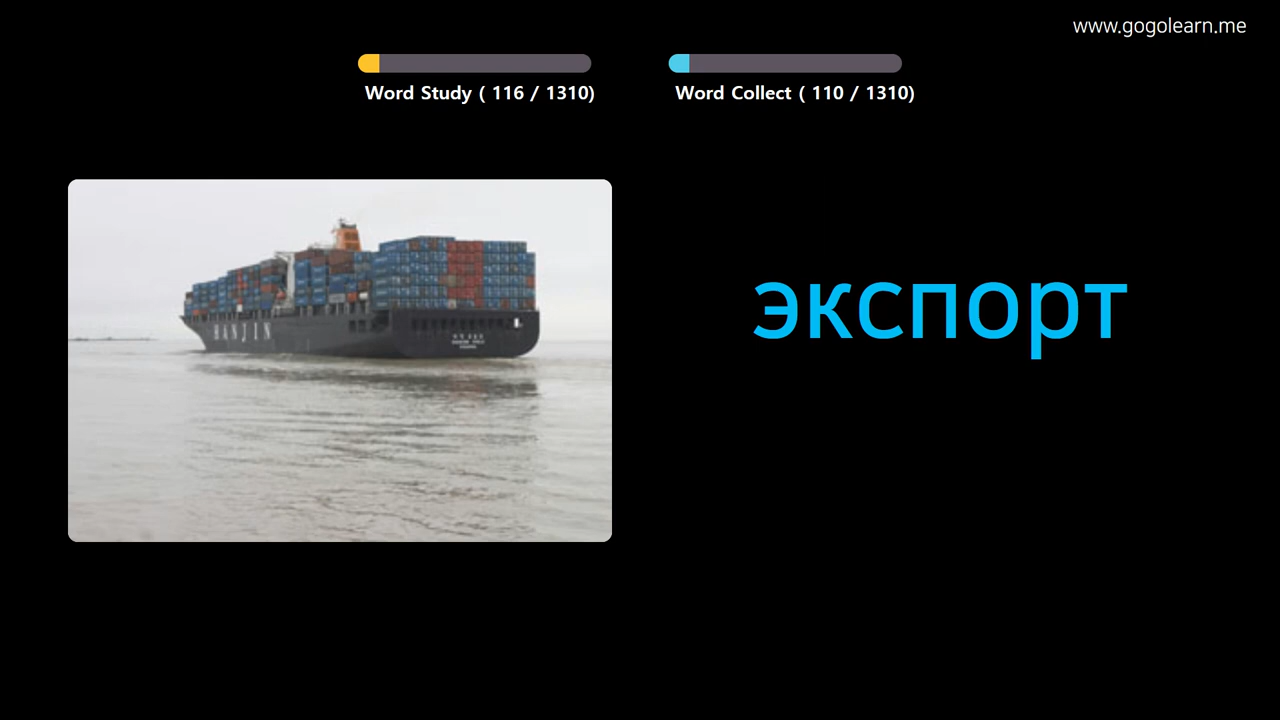 www.gogolearn.me
Word Study ( 116 / 1310)
Word Collect ( 110 / 1310)
экспорт
HANJIN